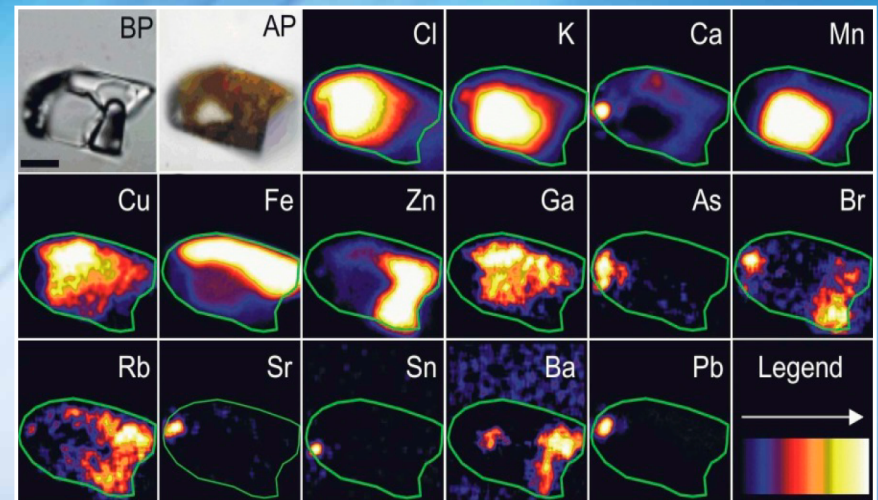 BP AP Cl K Ca Mn
Cu Fe Zn Ga As Br
Rb Sr Sn Ba Pb Legend